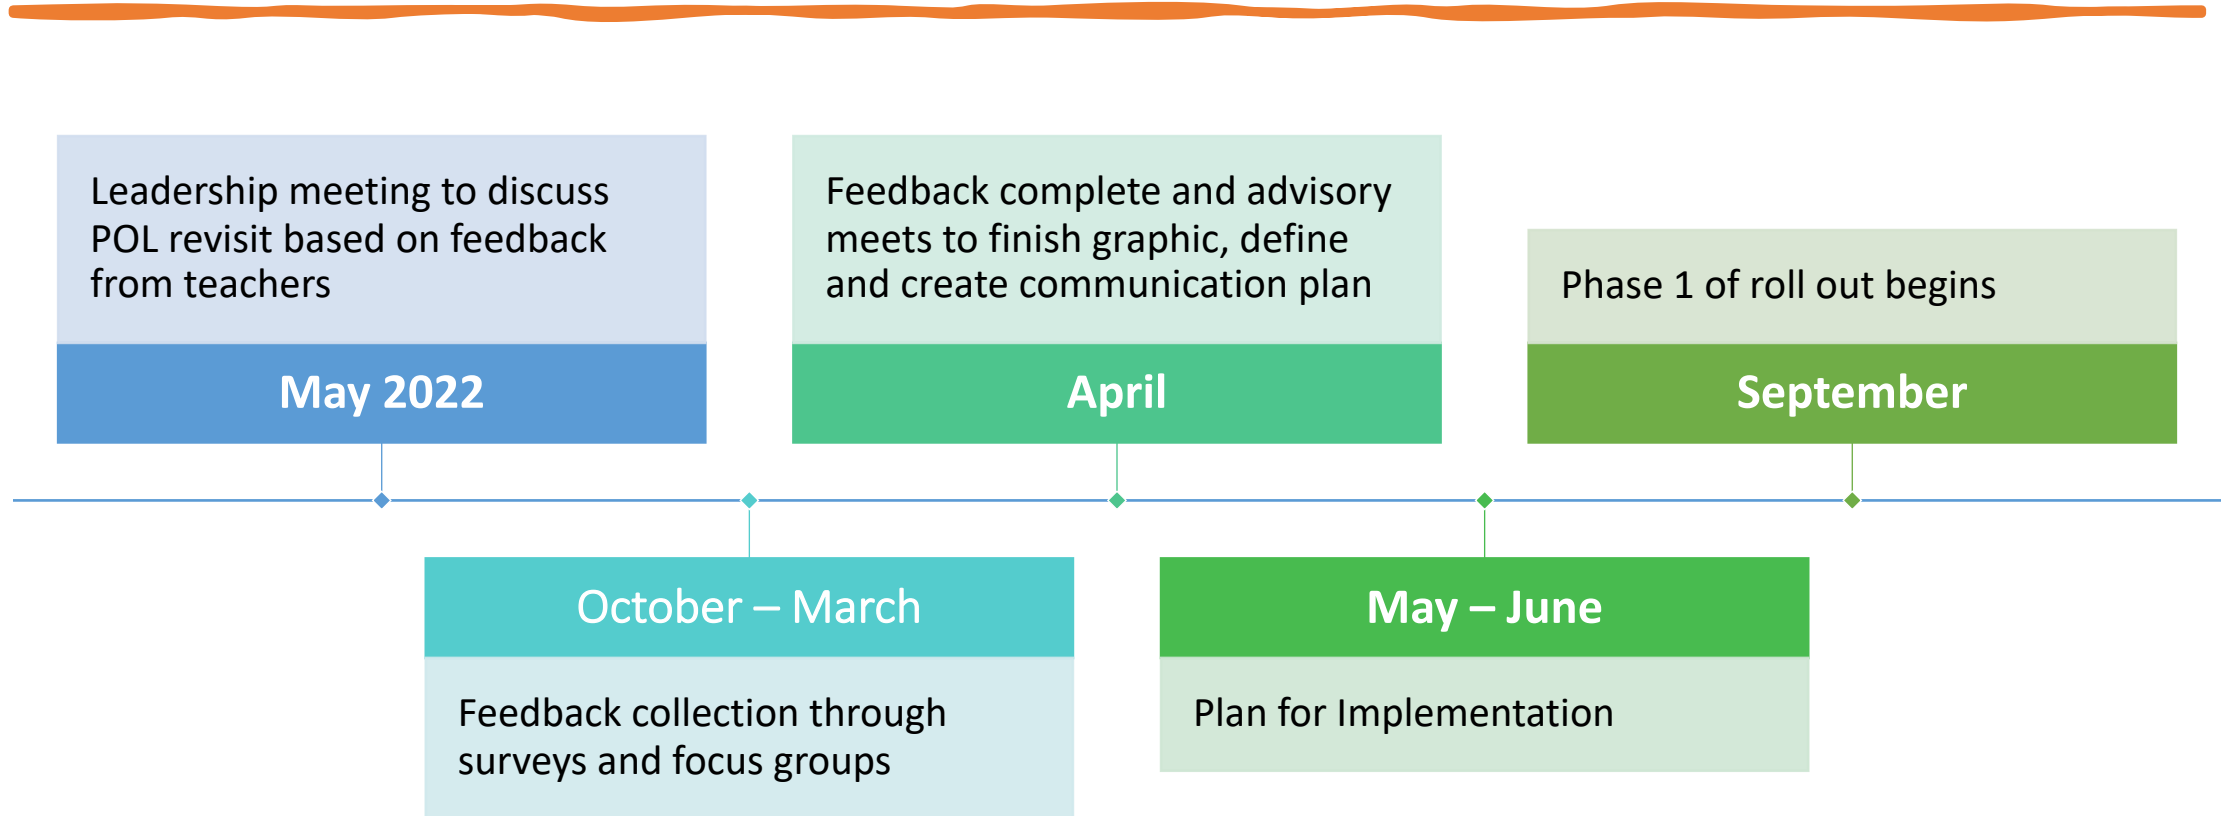 Leadership meeting to discuss
POL revisit based on feedback
from teachers
May 2022
October – March
Feedback collection through
surveys and focus groups
Feedback complete and advisory
meets to finish graphic, define
and create communication plan
April
May – June
Plan for Implementation
Phase 1 of roll out begins
September